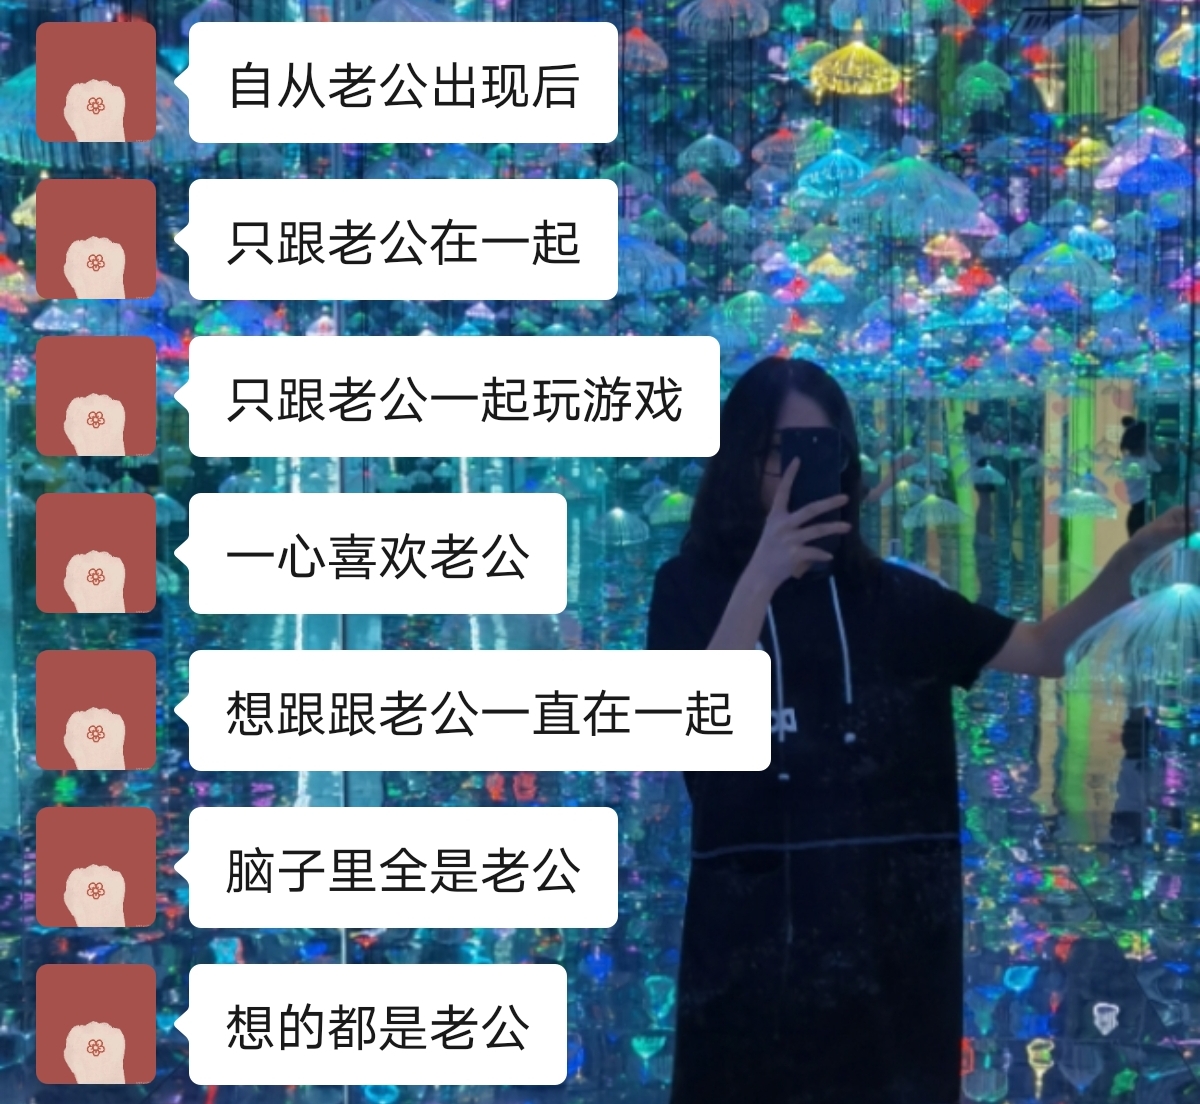 自从老公出现后
只跟老公在一起
只跟老公一起玩游戏
一心喜欢老公
想跟跟老公一直在一起
脑子里全是老公
想的都是老公